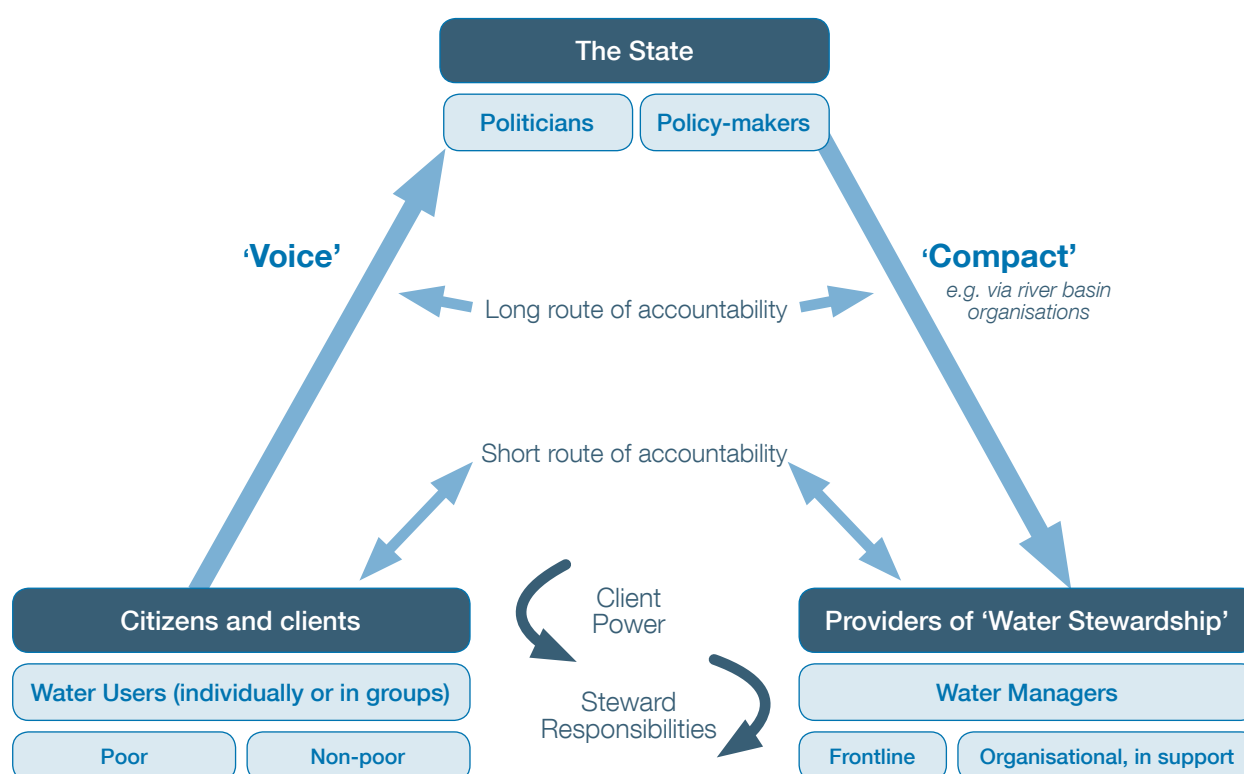 The State
Politicians
Policy-makers
‘Voice’
‘Compact’
e.g. via river basin
organisations
Long route of accountability
Short route of accountability
Client
Power
Steward
Responsibilities
Citizens and clients
Water Users (individually or in groups)
Poor
Non-poor
Providers of ‘Water Stewardship’
Water Managers
Frontline
Organisational, in support